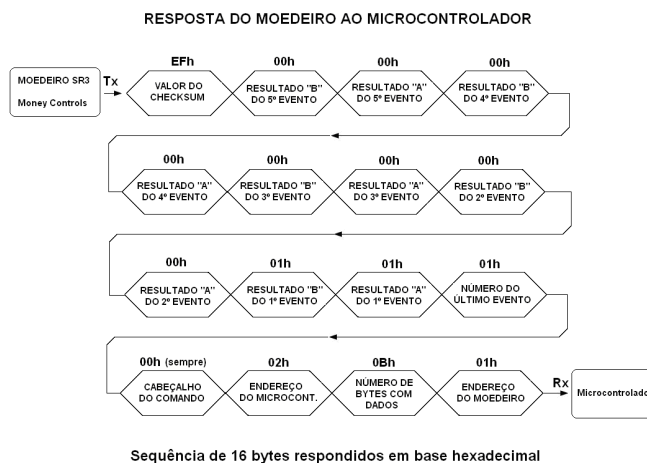 RESPOSTA DO MOEDEIRO AO MICROCONTROLADOR
MOEDEIRO SR3
Money Controls
Tx
EFh
VALOR DO
CHECKSUM
00h
RESULTADO "B"
DO 5º EVENTO
00h
RESULTADO "A"
DO 5º EVENTO
00h
RESULTADO "B"
DO 4º EVENTO
00h
RESULTADO "A"
DO 4º EVENTO
00h
RESULTADO "B"
DO 3º EVENTO
00h
RESULTADO "A"
DO 3º EVENTO
00h
RESULTADO "B"
DO 2º EVENTO
00h
RESULTADO "A"
DO 2º EVENTO
01h
RESULTADO "B"
DO 1º EVENTO
01h
RESULTADO "A"
DO 1º EVENTO
01h
NÚMERO DO
ÚLTIMO EVENTO
00h (sempre)
CABEÇALHO
DO COMANDO
02h
ENDEREÇO
DO MICROCONT.
0Bh
NÚMERO DE
BYTES COM
DADOS
01h
ENDEREÇO
DO MOEDEIRO
Rx
Microcontrolado
Sequência de 16 bytes respondidos em base hexadecimal